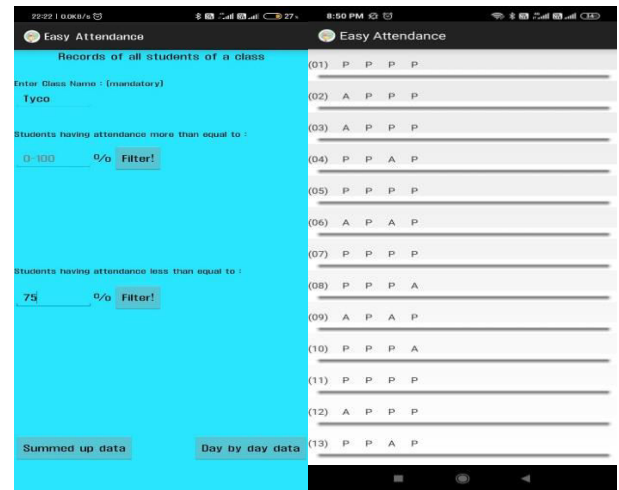 22:22 | 0.0KB/s
27
Easy Attendance
Records of all students of a class
Enter Class Name : [mandatory]
Tyco
Students having attendance more than equal to :
0-100 % Filter!
Students having attendance less than equal to :
75 % Filter!
Summed up data Day by day data
8:50 PM
Easy Attendance
(01) P P P P
(02) A P P P
(03) A P P P
(04) P P A P
(05) P P P P
(06) A P A P
(07) P P P P
(08) P P P A
(09) A P A P
(10) P P P A
(11) P P P P
(12) A P P P
(13) P P A P